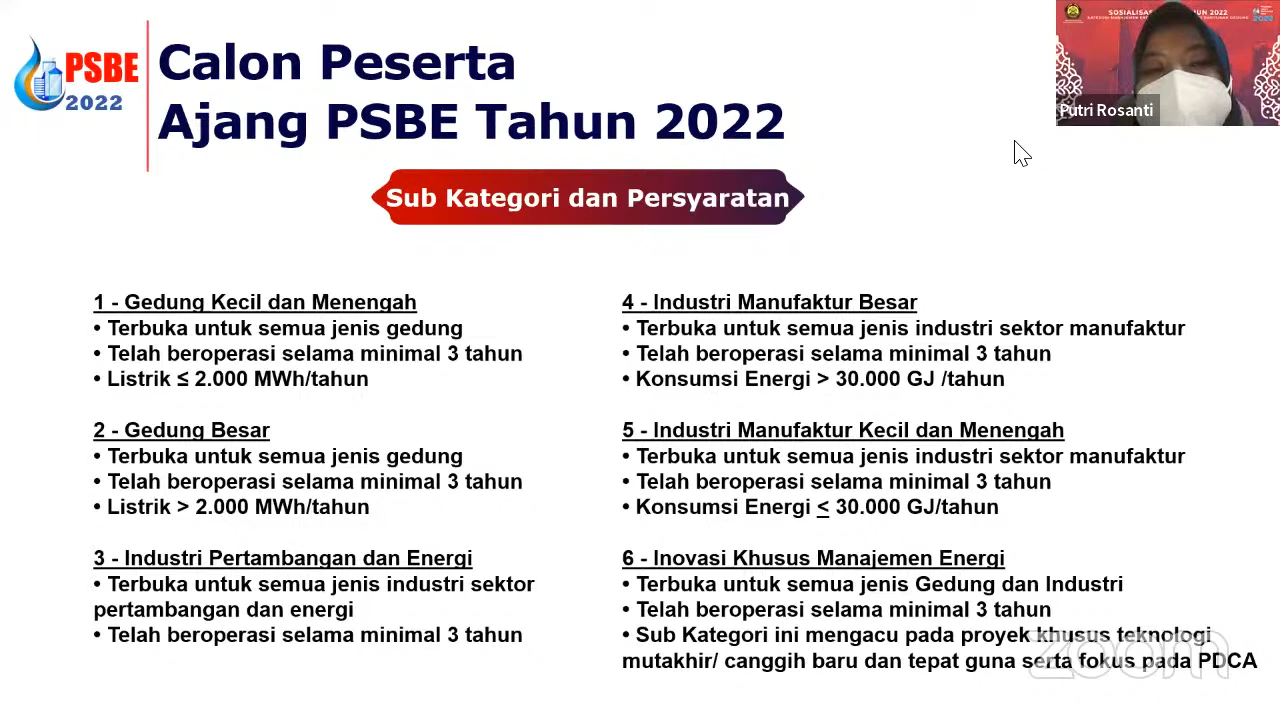 PSBE
2022
Calon Peserta
Ajang PSBE Tahun 2022
Sub Kategori dan Persyaratan
1 - Gedung Kecil dan Menengah
• Terbuka untuk semua jenis gedung
• Telah beroperasi selama minimal 3 tahun
• Listrik ≤ 2.000 MWh/tahun
2 - Gedung Besar
• Terbuka untuk semua jenis gedung
• Telah beroperasi selama minimal 3 tahun
• Listrik > 2.000 MWh/tahun
3 - Industri Pertambangan dan Energi
• Terbuka untuk semua jenis industri sektor
pertambangan dan energi
• Telah beroperasi selama minimal 3 tahun
4 - Industri Manufaktur Besar
• Terbuka untuk semua jenis industri sektor manufaktur
• Telah beroperasi selama minimal 3 tahun
• Konsumsi Energi > 30.000 GJ /tahun
5 - Industri Manufaktur Kecil dan Menengah
• Terbuka untuk semua jenis industri sektor manufaktur
• Telah beroperasi selama minimal 3 tahun
• Konsumsi Energi < 30.000 GJ/tahun
6 - Inovasi Khusus Manajemen Energi
• Terbuka untuk semua jenis Gedung dan Industri
• Telah beroperasi selama minimal 3 tahun
• Sub Kategori ini mengacu pada proyek khusus teknologi
mutakhir/ canggih baru dan tepat guna serta fokus pada PDCA
TAHUN 2022
Putri Rosanti
zoom